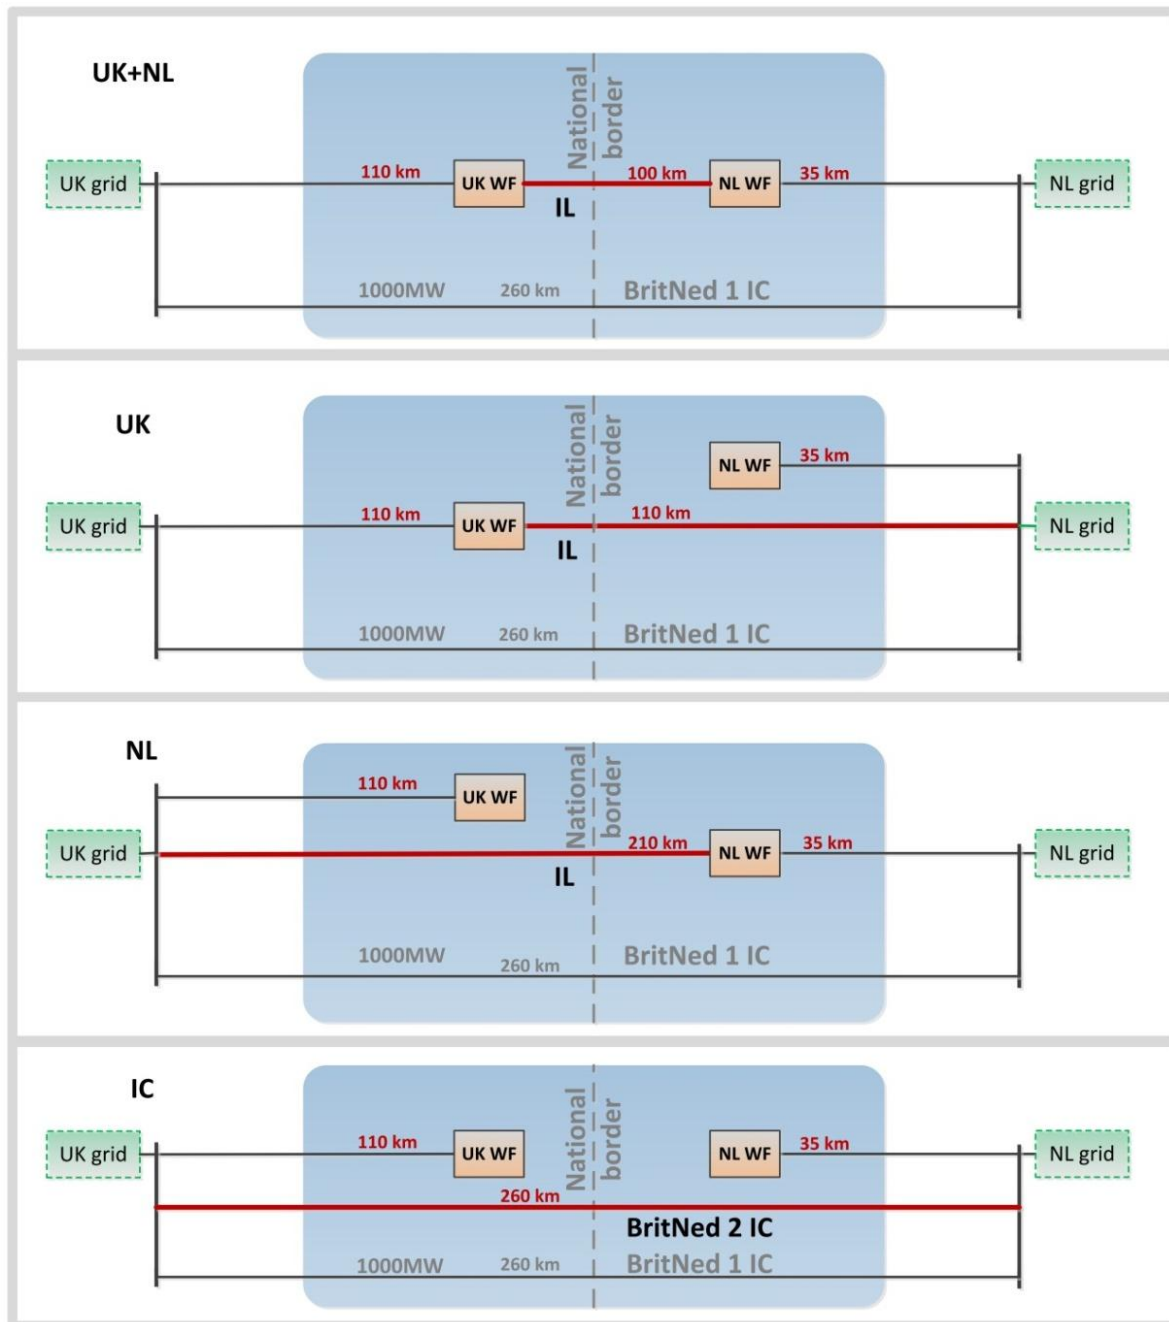 UK+NL
National
border
UK grid
110 km
UK WF
IL
100 km
NL WF
35 km
NL grid
1000MW
260 km
BritNed 1 IC
UK
National
border
NL WF
35 km
UK grid
110 km
UK WF
IL
110 km
NL grid
1000MW
260 km
BritNed 1 IC
NL
National
border
110 km
UK WF
UK grid
IL
210 km
NL WF
35 km
NL grid
1000MW
260 km
BritNed 1 IC
IC
National
border
UK grid
110 km
UK WF
NL WF
35 km
NL grid
260 km
BritNed 2 IC
1000MW
260 km
BritNed 1 IC